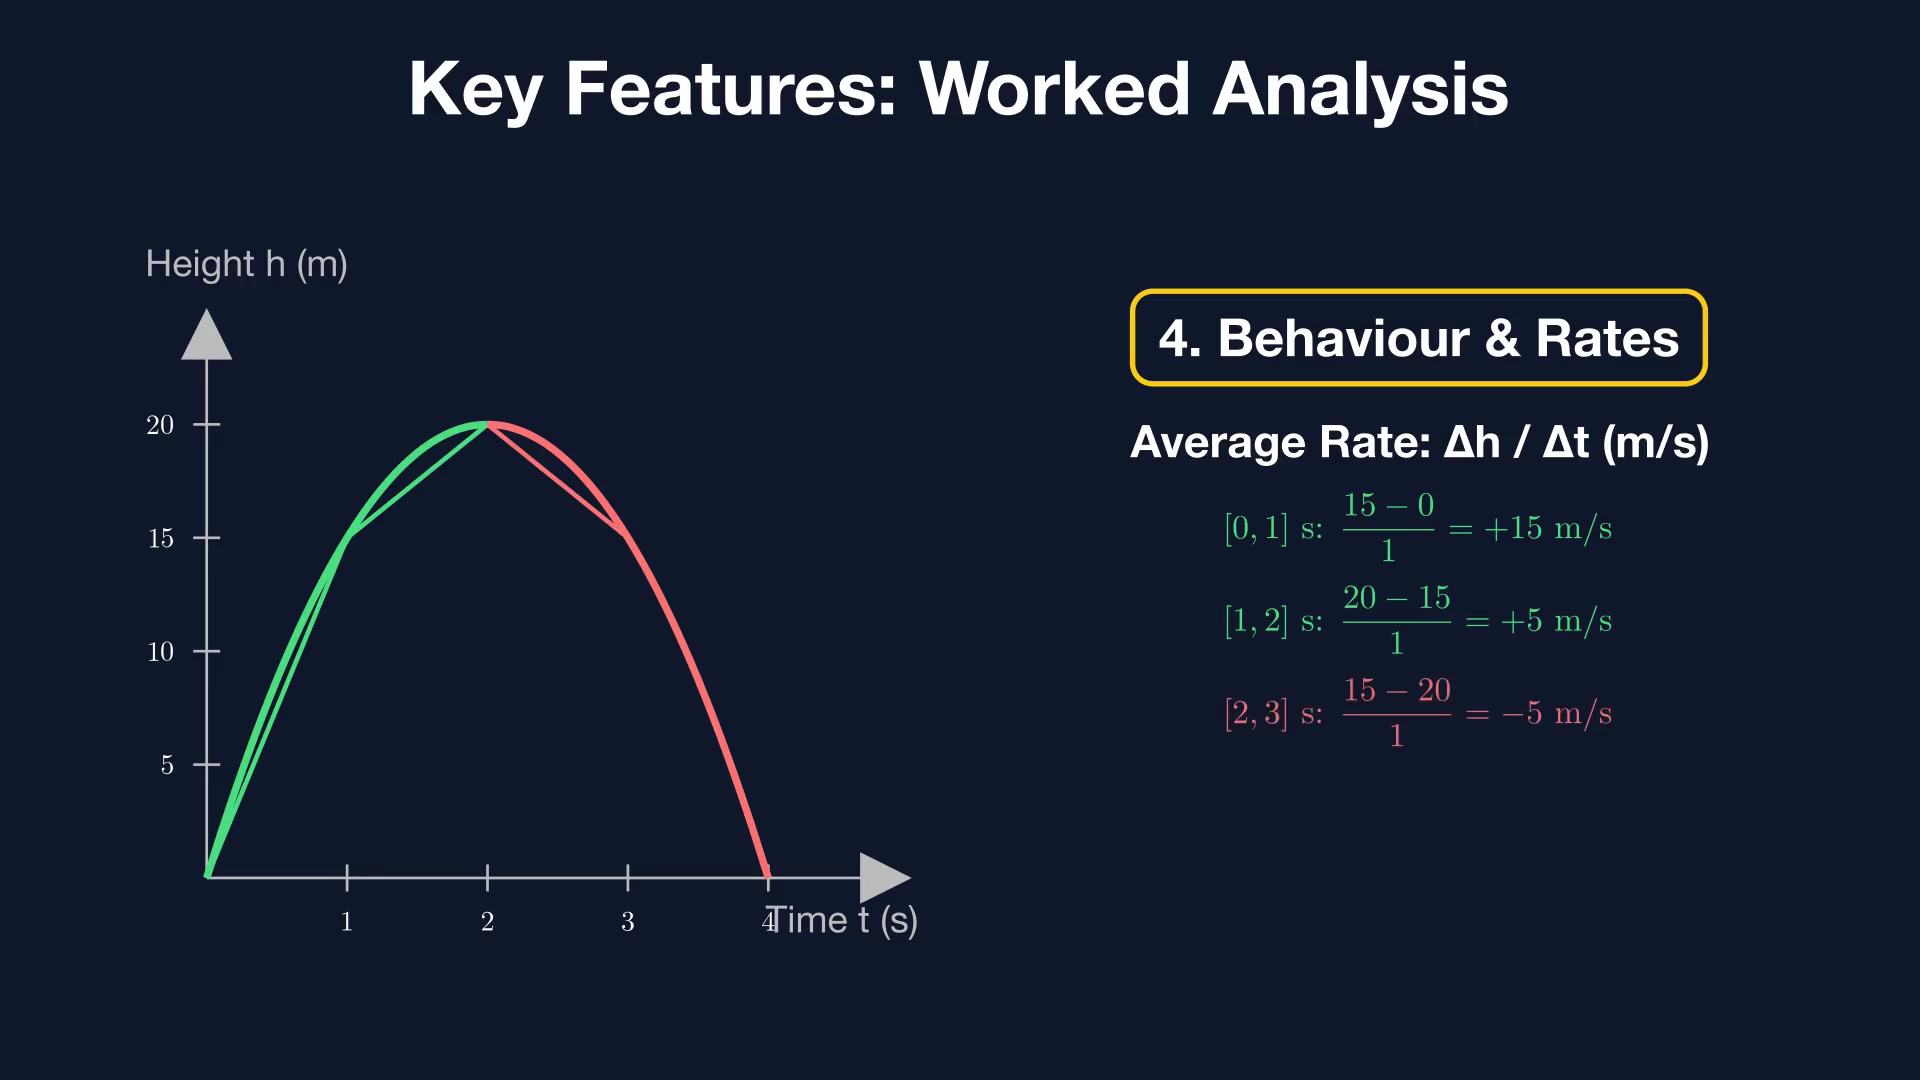 Key Features: Worked Analysis
Height h (m)
20
15
10
5
1 2 3 4
Time t (s)
4. Behaviour & Rates
Average Rate: Δh / Δt (m/s)
[0, 1] s: (15 − 0)/1 = +15 m/s
[1, 2] s: (20 − 15)/1 = +5 m/s
[2, 3] s: (15 − 20)/1 = −5 m/s